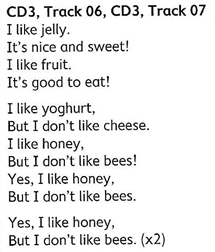 CD3, Track 06, CD3, Track 07
I like jelly.
It's nice and sweet!
I like fruit.
It's good to eat!
I like yoghurt,
But I don't like cheese.
I like honey,
But I don't like bees!
Yes, I like honey,
But I don't like bees.
Yes, I like honey,
But I don't like bees. (x2)